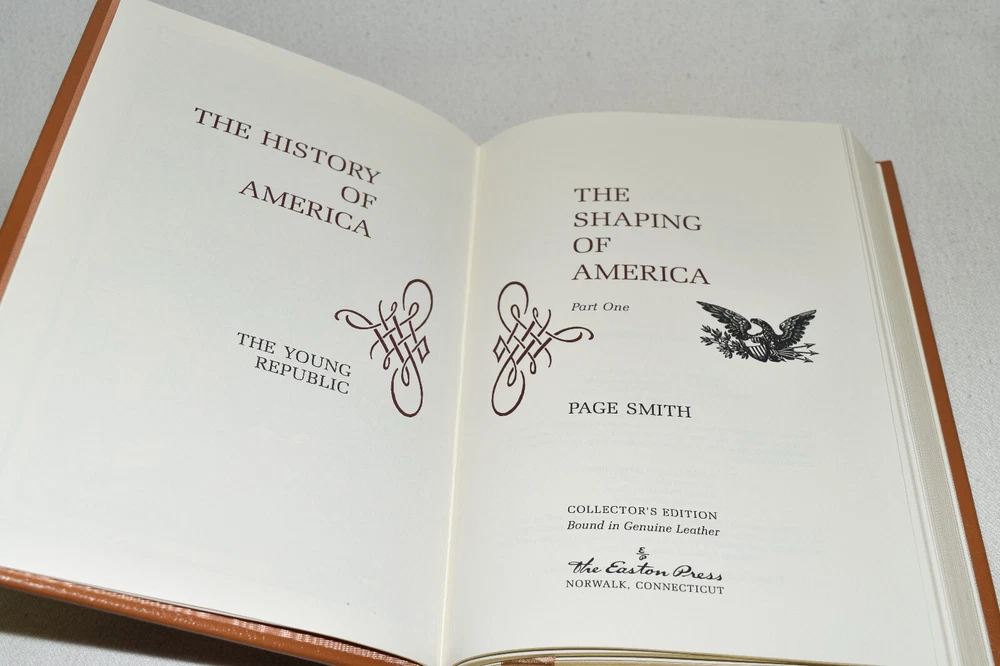 THE HISTORY
OF
AMERICA
THE YOUNG
REPUBLIC
THE
SHAPING
OF
AMERICA
Part One
PAGE SMITH
COLLECTOR'S EDITION
Bound in Genuine Leather
The Easton Press
NORWALK, CONNECTICUT